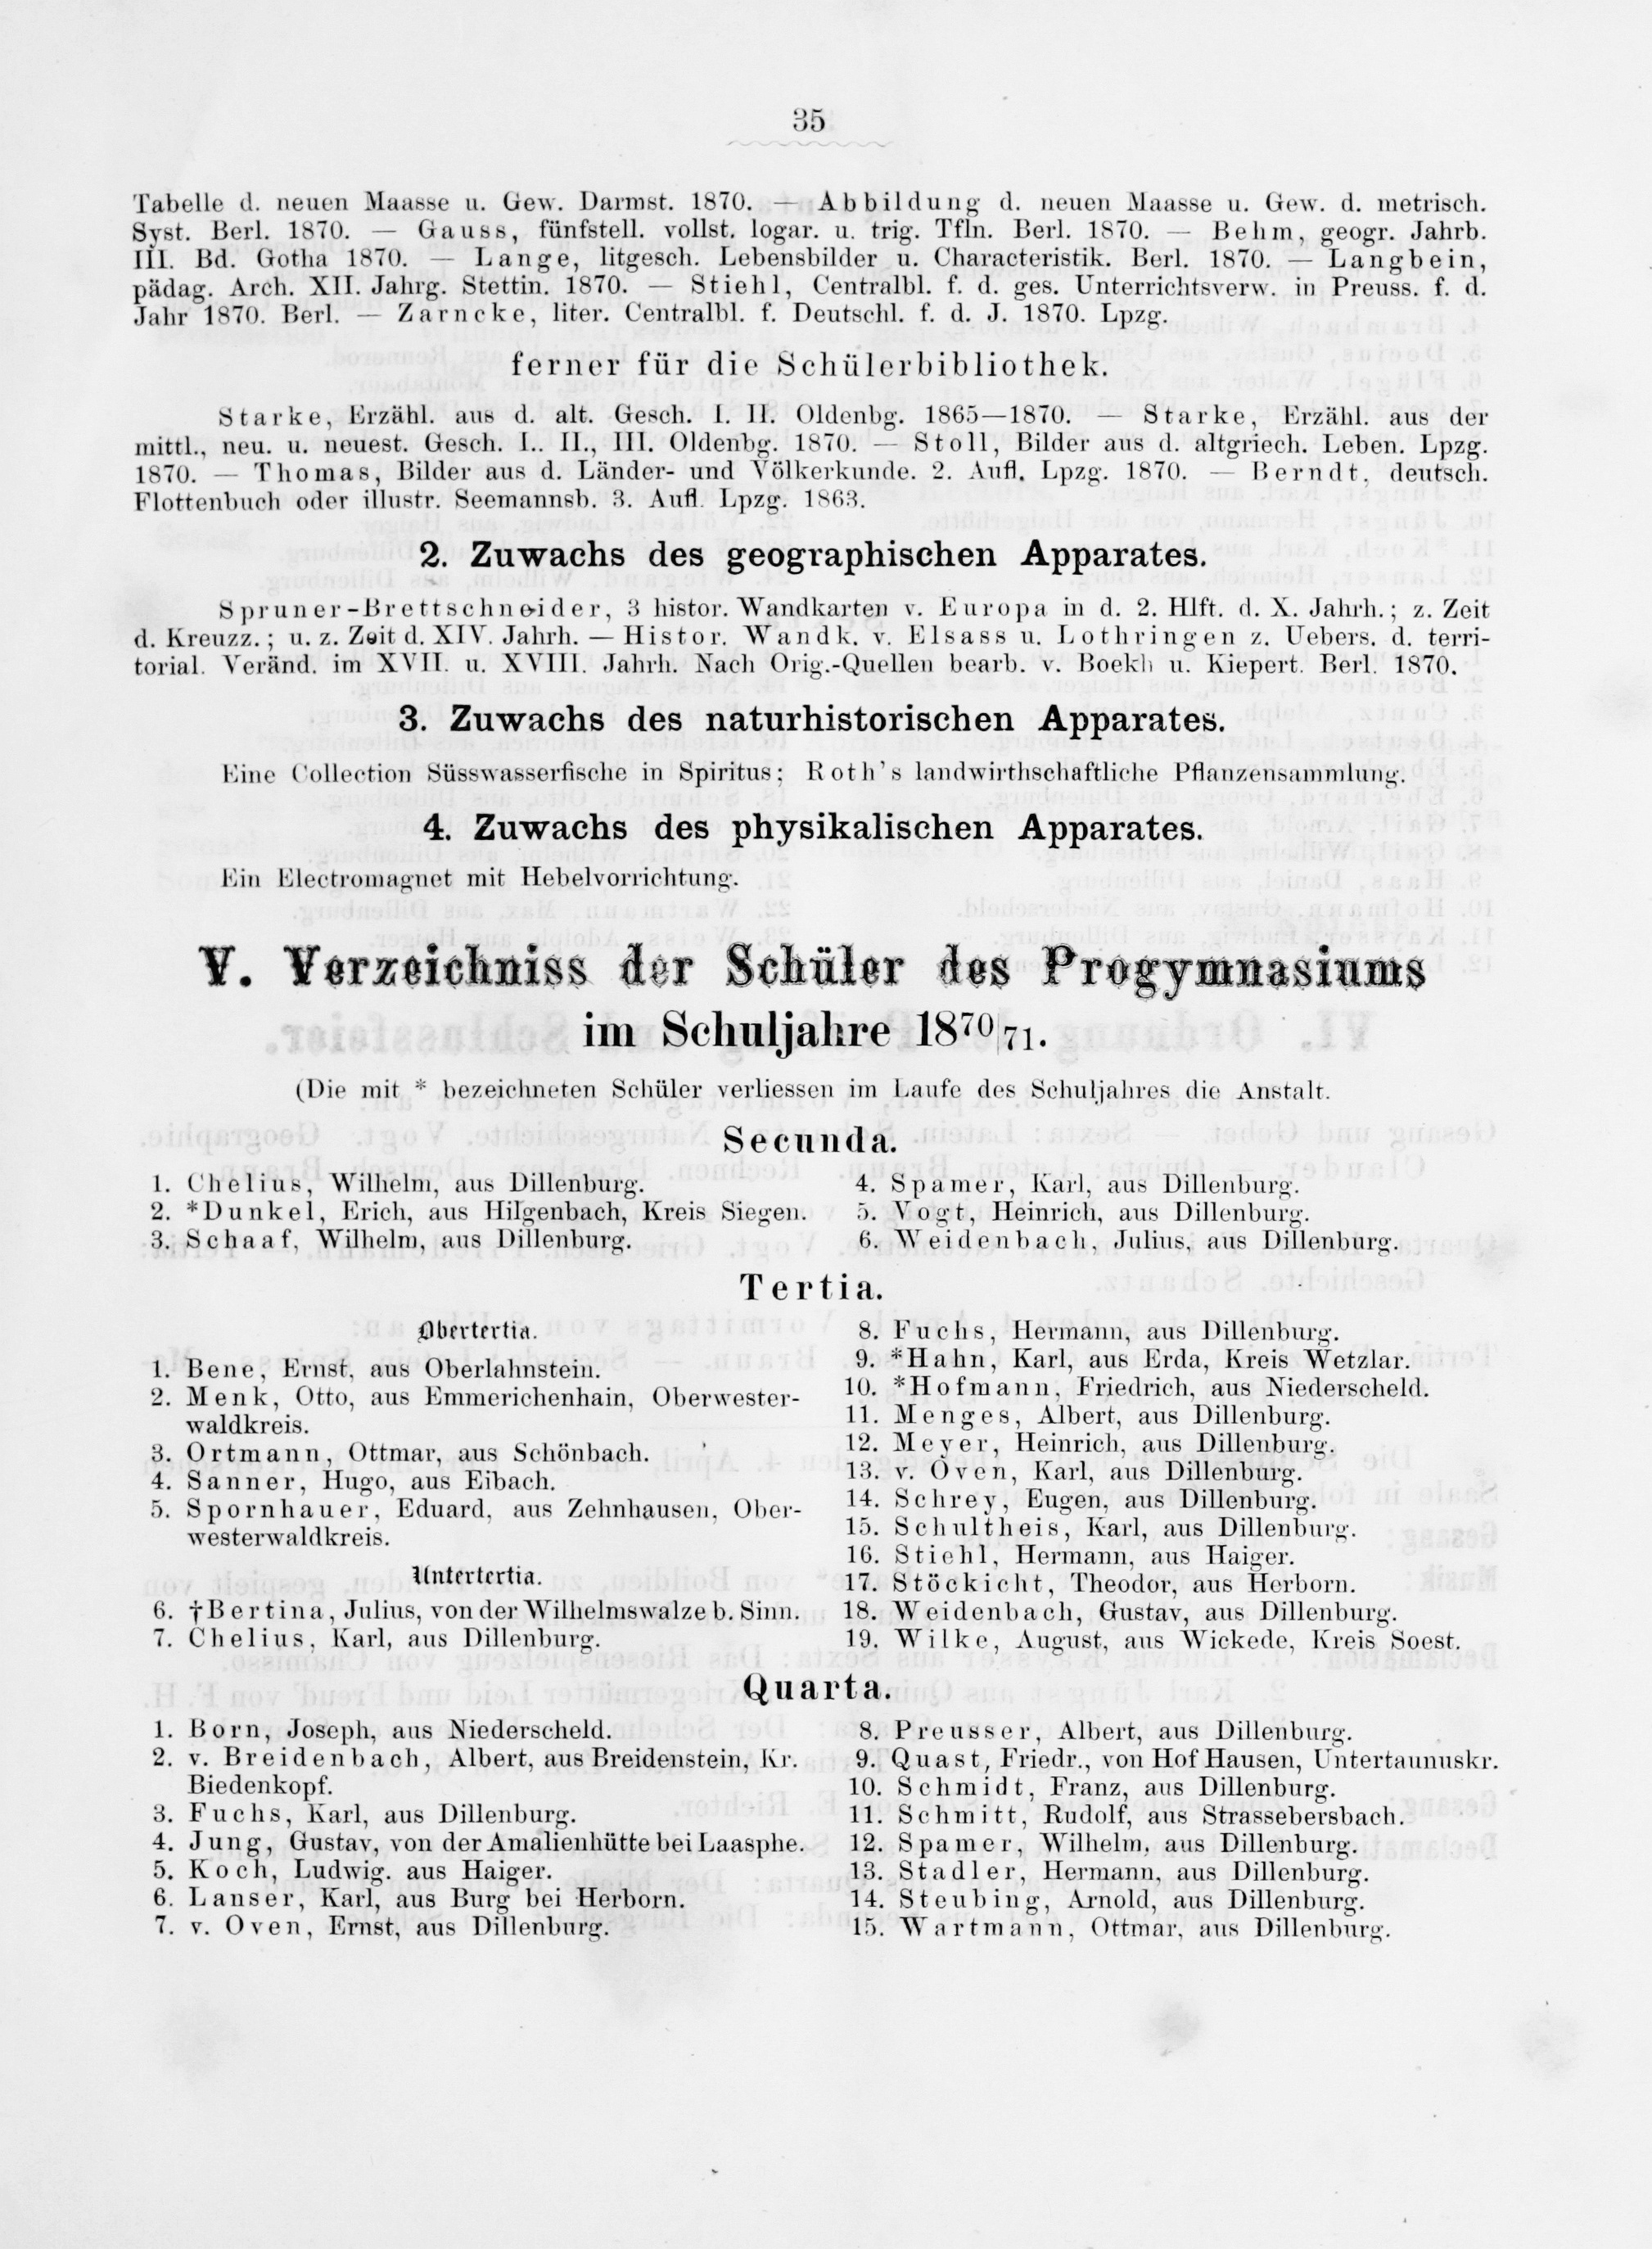 35
Tabelle d. neuen Maasse u. Gew. Darmst. 1870. — Abbildung d. neuen Maasse u. Gew. d. metrisch.
Syst. Berl. 1870. — Gauss, fünfstell. vollst. logar. u. trig. Tfln. Berl. 1870. — Behm, geogr. Jahrb.
III. Bd. Gotha 1870. — Lange, litgesch. Lebensbilder u. Characteristik. Berl. 1870. — Langbein,
pädag. Arch. XII. Jahrg. Stettin. 1870. — Stiehl, Centralbl. f. d. ges. Unterrichtsverw. in Preuss. f. d.
Jahr 1870. Berl. — Zarncke, liter. Centralbl. f. Deutschl. f. d. J. 1870. Lpzg.
ferner für die Schülerbibliothek.
Starke, Erzähl. aus d. alt. Gesch. I. II. Oldenbg. 1865—1870. — Starke, Erzähl. aus der
mittl., neu. u. neuest. Gesch. I.. II., III. Oldenbg. 1870. — Stoll, Bilder aus d. altgriech. Leben. Lpzg.
1870. — Thomas, Bilder aus d. Länder- und Völkerkunde. 2. Aufl. Lpzg. 1870. — Berndt, deutsch.
Flottenbuch oder illustr. Seemannsb. 3. Aufl. Lpzg. 1863.
2. Zuwachs des geographischen Apparates.
Spruner-Brettschneider, 3 histor. Wandkarten v. Europa in d. 2. Hlft. d. X. Jahrh.; z. Zeit
d. Kreuzz.; u. z. Zeit d. XIV. Jahrh. — Histor. Wandk. v. Elsass u. Lothringen z. Uebers. d. terri-
torial. Veränd. im XVII. u. XVIII. Jahrh. Nach Orig.-Quellen bearb. v. Boekh u. Kiepert. Berl. 1870.
3. Zuwachs des naturhistorischen Apparates.
Eine Collection Süsswasserfische in Spiritus; Roth's landwirthschaftliche Pflanzensammlung.
4. Zuwachs des physikalischen Apparates.
Ein Electromagnet mit Hebelvorrichtung.
V. Verzeichniss der Schüler des Progymnasiums
im Schuljahre 1870|71.
(Die mit * bezeichneten Schüler verliessen im Laufe des Schuljahres die Anstalt.
Secunda.
1. Chelius, Wilhelm, aus Dillenburg.
2. *Dunkel, Erich, aus Hilgenbach, Kreis Siegen.
3. Schaaf, Wilhelm, aus Dillenburg.
4. Spamer, Karl, aus Dillenburg.
5. Vogt, Heinrich, aus Dillenburg.
6. Weidenbach, Julius, aus Dillenburg.
Tertia.
Obertertia.
1. Bene, Ernst, aus Oberlahnstein.
2. Menk, Otto, aus Emmerichenhain, Oberwester-
waldkreis.
3. Ortmann, Ottmar, aus Schönbach.
4. Sanner, Hugo, aus Eibach.
5. Spornhauer, Eduard, aus Zehnhausen, Ober-
westerwaldkreis.
Untertertia.
6. †Bertina, Julius, von der Wilhelmswalze b. Sinn.
7. Chelius, Karl, aus Dillenburg.
8. Fuchs, Hermann, aus Dillenburg.
9. *Hahn, Karl, aus Erda, Kreis Wetzlar.
10. *Hofmann, Friedrich, aus Niederscheld.
11. Menges, Albert, aus Dillenburg.
12. Meyer, Heinrich, aus Dillenburg.
13. v. Oven, Karl, aus Dillenburg.
14. Schrey, Eugen, aus Dillenburg.
15. Schultheis, Karl, aus Dillenburg.
16. Stiehl, Hermann, aus Haiger.
17. Stöckicht, Theodor, aus Herborn.
18. Weidenbach, Gustav, aus Dillenburg.
19. Wilke, August, aus Wickede, Kreis Soest.
Quarta.
1. Born, Joseph, aus Niederscheld.
2. v. Breidenbach, Albert, aus Breidenstein, Kr.
Biedenkopf.
3. Fuchs, Karl, aus Dillenburg.
4. Jung, Gustav, von der Amalienhütte bei Laasphe.
5. Koch, Ludwig, aus Haiger.
6. Lanser, Karl, aus Burg bei Herborn.
7. v. Oven, Ernst, aus Dillenburg.
8. Preusser, Albert, aus Dillenburg.
9. Quast, Friedr., von Hof Hausen, Untertaunuskr.
10. Schmidt, Franz, aus Dillenburg.
11. Schmitt, Rudolf, aus Strassebersbach.
12. Spamer, Wilhelm, aus Dillenburg.
13. Stadler, Hermann, aus Dillenburg.
14. Steubing, Arnold, aus Dillenburg.
15. Wartmann, Ottmar, aus Dillenburg.